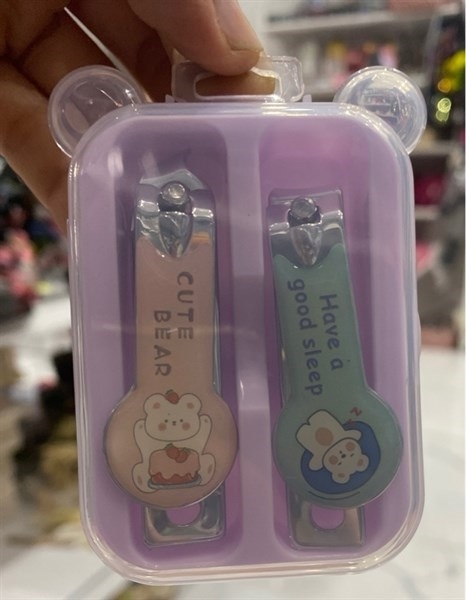 CUTE
BEAR
Have a
good sleep
z